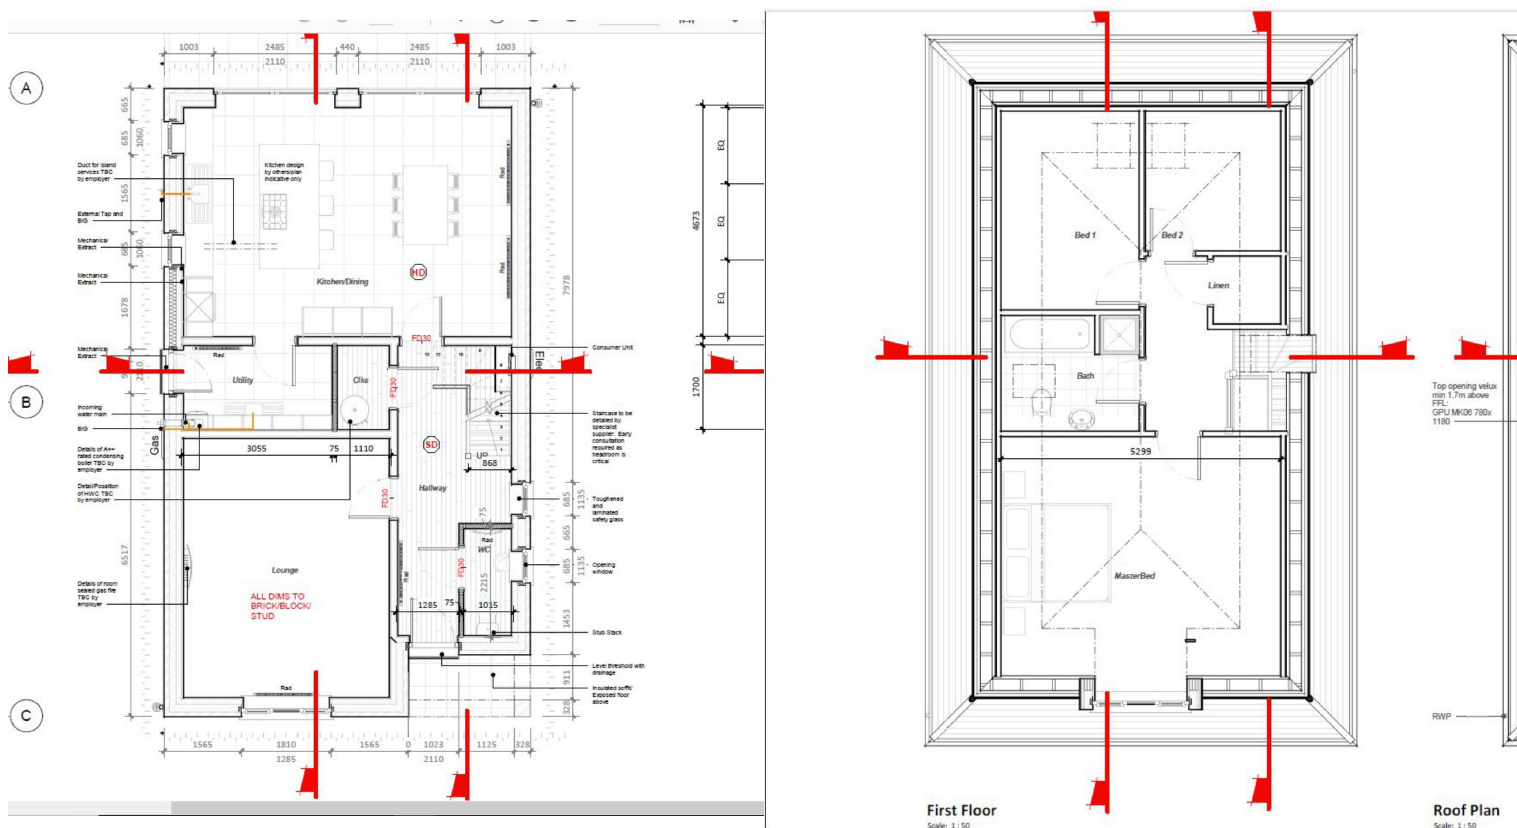 1003
2485
440
2485
1003
2110
2110
A
665
685
1060
Duct for island
services TBC
by employer
Kitchen design
by others/plan
indicative only
Rad
1565
External Tap and
BIG
Mechanical
Extract
685
1060
Mechanical
Extract
Rad
HD
Kitchen/Dining
1678
7978
4673
EQ
EQ
EQ
FD30
Mechanical
Extract
Rad
Consumer Unit
Elec
Utility
Clks
FD30
2110
1700
B
Incoming
water main
BIG
Gas
Staircase to be
detailed by
specialist
supplier. Early
consultation
required as
headroom is
critical
SD
UP
868
Details of A++
rated condensing
boiler TBC by
employer
3055
75
1110
Detail/Position
of HWC TBC
by employer
Hallway
FD30
685
1135
Toughened
and
laminated
safety glass
75
665
Rad
WC
6517
Lounge
FD30
Rad
685
1135
Opening
window
2215
Details of room
sealed gas fire
TBC by
employer
ALL DIMS TO
BRICK/BLOCK/
STUD
1285
75
1015
1453
Stub Stack
Level threshold with
drainage
911
Rad
Insulated soffit/
Exposed floor
above
328
C
1565
1810
1565
0
1023
1125
328
1285
2110
Bed 1
Bed 2
Linen
Bath
5299
MasterBed
First Floor
Scale: 1 : 50
Top opening velux
min 1.7m above
FFL:
GPU MK06 780x
1180
RWP
Roof Plan
Scale: 1 : 50